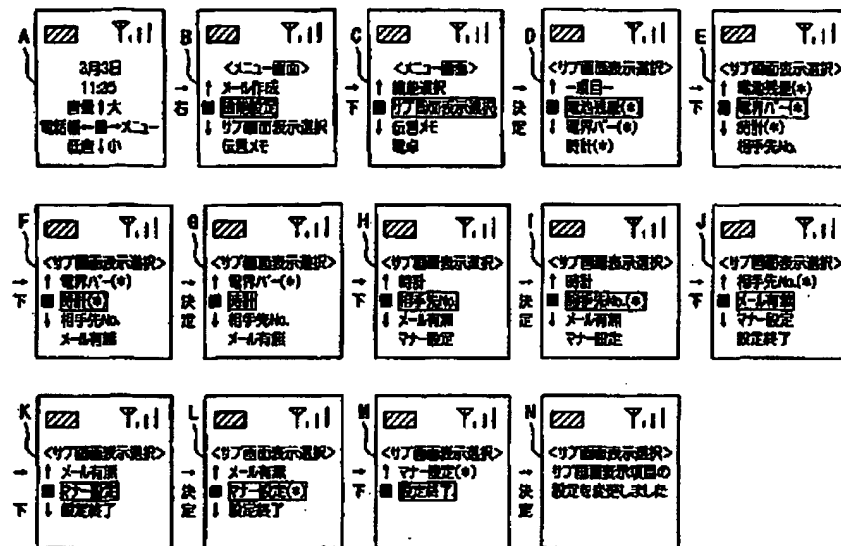 A
3月3日
11:25
音量↑大
電話帳←■→メニュー
低音↓小
→
右
B
<メニュー画面>
↑ メール作成
■ 機能設定
↓ サブ画面表示選択
伝言メモ
→
下
C
<メニュー画面>
↑ 機能選択
■ サブ画面表示選択
↓ 伝言メモ
電卓
→
決定
D
<サブ画面表示選択>
↑ ー項目ー
■ 電池残量(*)
↓ 電界バー(*)
時計(*)
→
下
E
<サブ画面表示選択>
↑ 電池残量(*)
■ 電界バー(*)
↓ 時計(*)
相手先No.
→
下
F
<サブ画面表示選択>
↑ 電界バー(*)
■ 時計(*)
↓ 相手先No.
メール有無
→
決定
G
<サブ画面表示選択>
↑ 電界バー(*)
■ 時計
↓ 相手先No.
メール有無
→
下
H
<サブ画面表示選択>
↑ 時計
■ 相手先No.
↓ メール有無
マナー設定
→
決定
I
<サブ画面表示選択>
↑ 時計
■ 相手先No.(*)
↓ メール有無
マナー設定
→
下
J
<サブ画面表示選択>
↑ 相手先No.(*)
■ メール有無
↓ マナー設定
設定終了
→
下
K
<サブ画面表示選択>
↑ メール有無
■ マナー設定
↓ 設定終了
→
決定
L
<サブ画面表示選択>
↑ メール有無
■ マナー設定(*)
↓ 設定終了
→
下
M
<サブ画面表示選択>
↑ マナー設定(*)
■ 設定終了
→
決定
N
<サブ画面表示選択>
サブ画面表示項目の
設定を変更しました